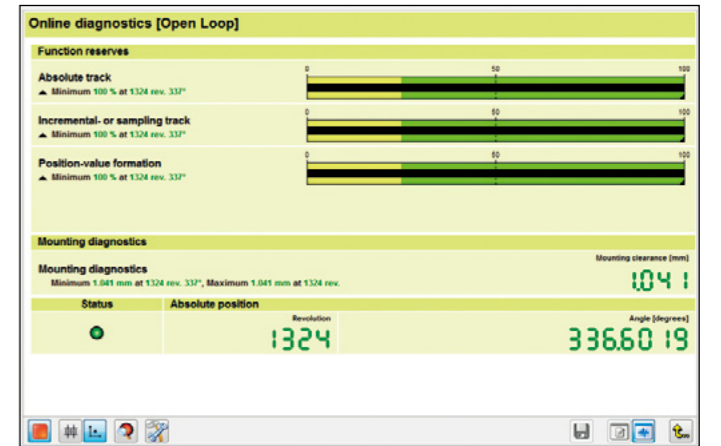 Online diagnostics [Open Loop]
Function reserves
0 50 100
Absolute track
Minimum 100 % at 1324 rev. 337°
0 50 100
Incremental- or sampling track
Minimum 100 % at 1324 rev. 337°
0 50 100
Position-value formation
Minimum 100 % at 1324 rev. 337°
Mounting diagnostics
Mounting clearance [mm]
Mounting diagnostics
Minimum 1.041 mm at 1324 rev. 337°, Maximum 1.041 mm at 1324 rev.
1.041
Status Absolute position
Revolution Angle [degrees]
1324 336.6019